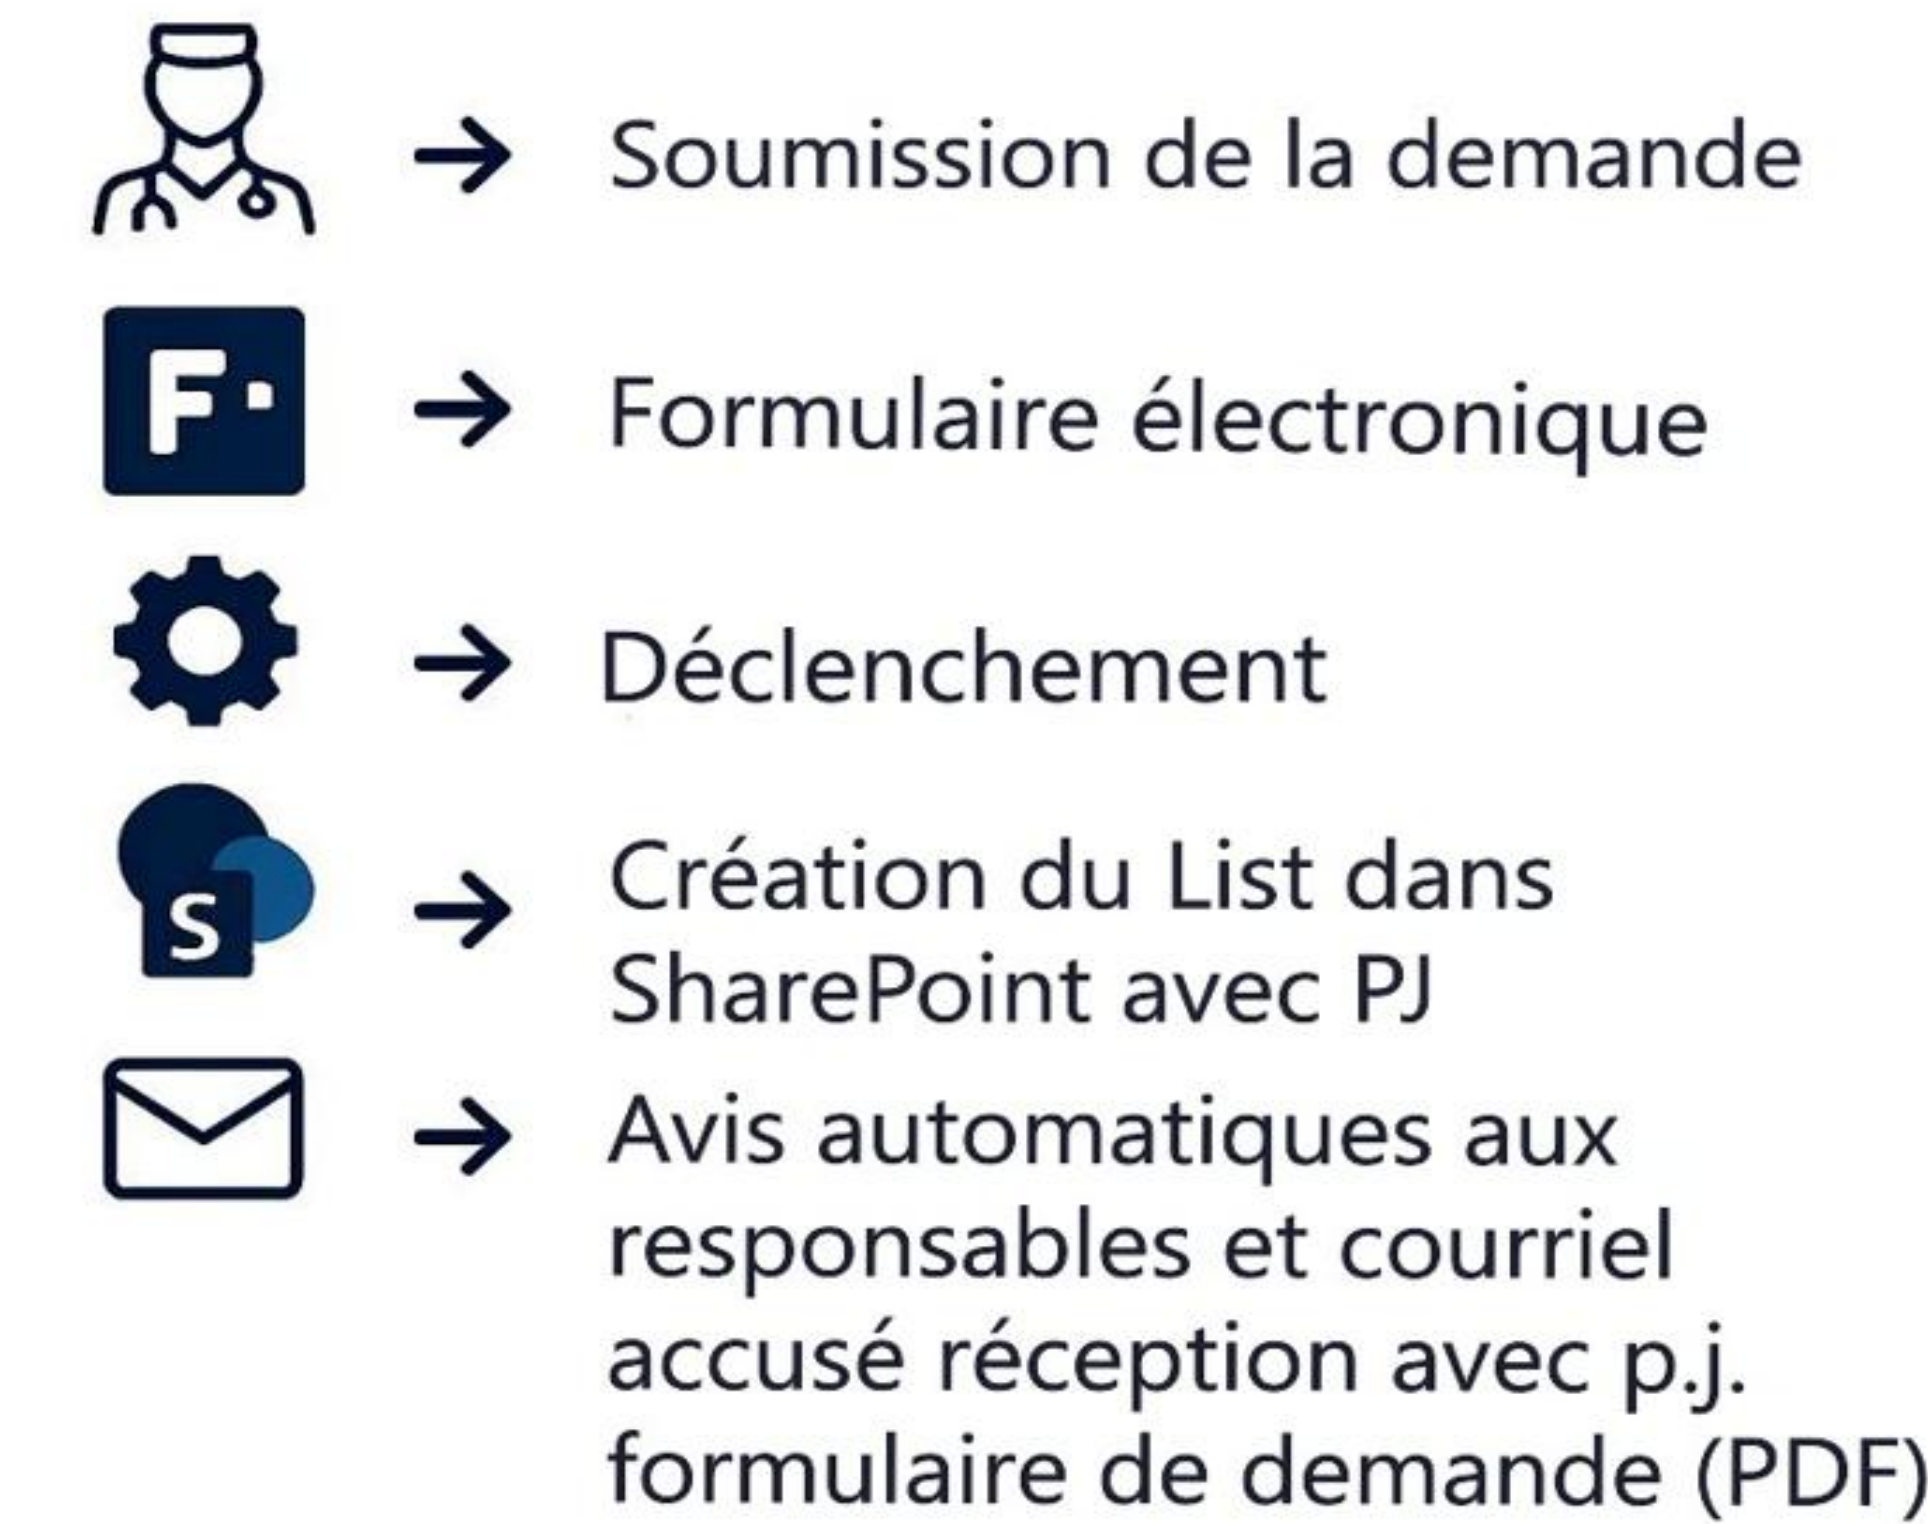 Soumission de la demande
F
Formulaire électronique
Déclenchement
S
Création du List dans
SharePoint avec PJ
Avis automatiques aux
responsables et courriel
accusé réception avec p.j.
formulaire de demande (PDF)